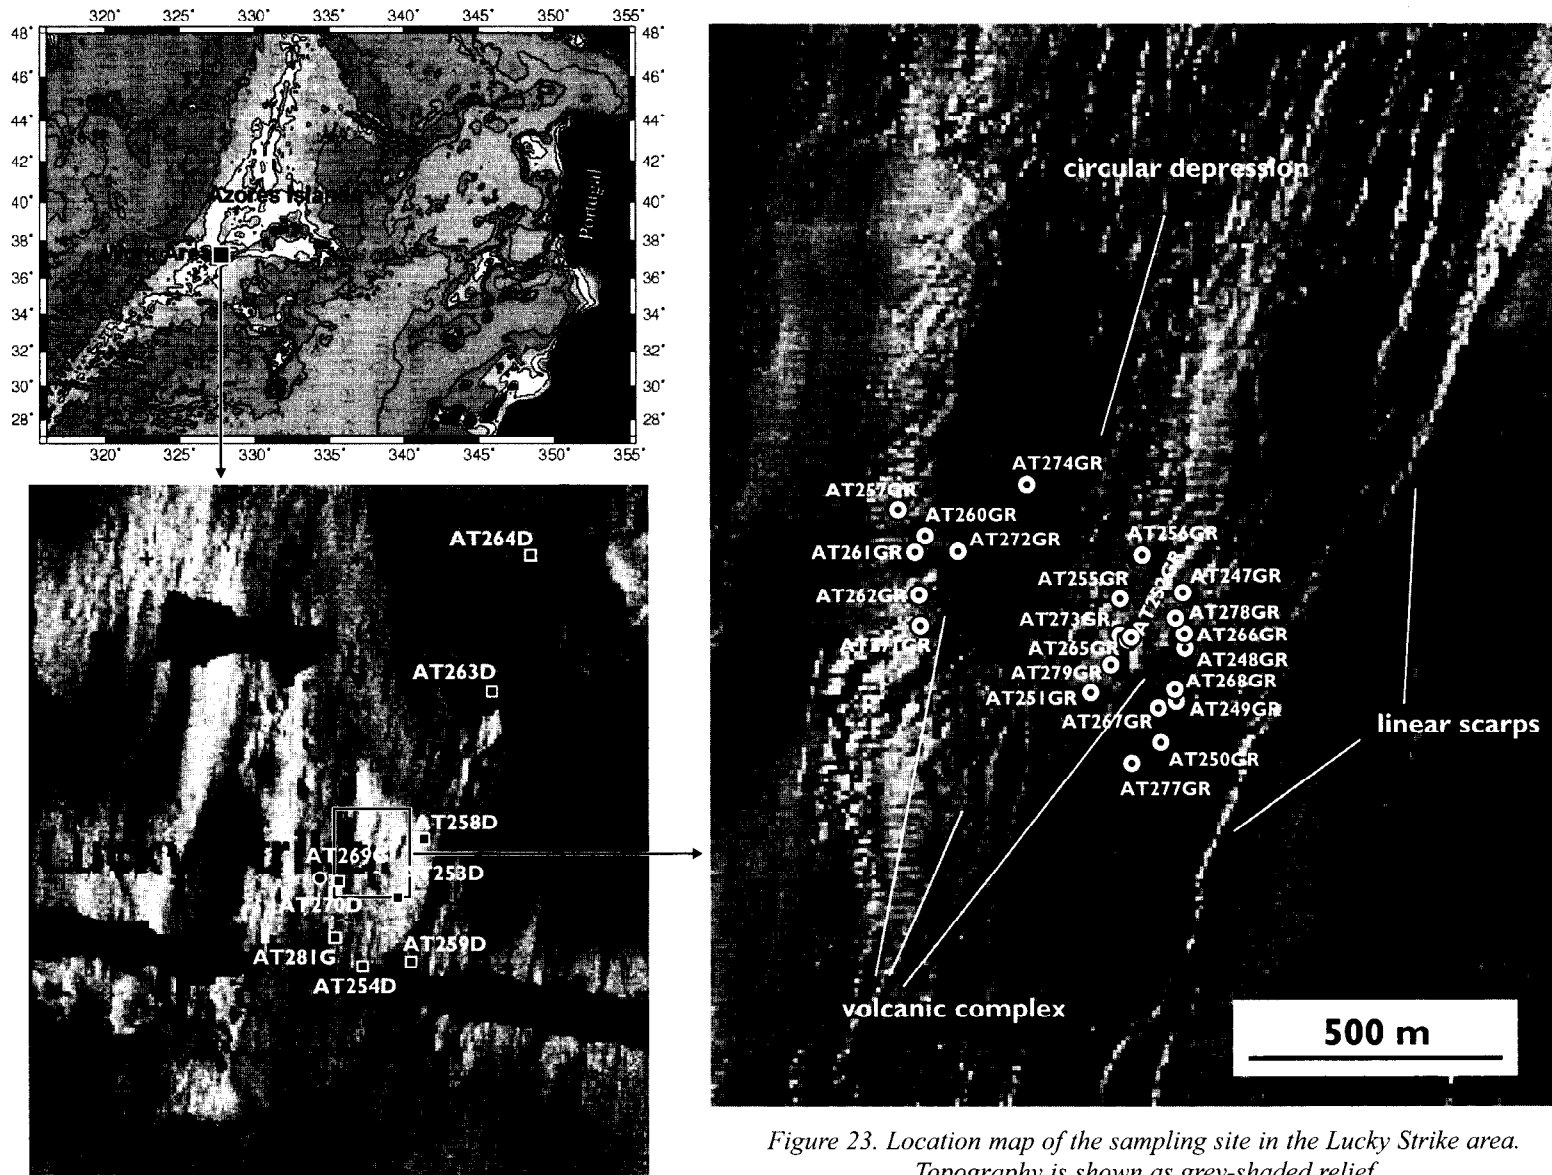 320° 325° 330° 335° 340° 345° 350° 355°
48° 48°
46° 46°
44° 44°
42° 42°
40° 40°
38° 38°
36° 36°
34° 34°
32° 32°
30° 30°
28° 28°
Azores Isla
Portugal
320° 325° 330° 335° 340° 345° 350° 355°
AT264D
AT263D
AT258D
AT269G
AT253D
AT270D
AT281G
AT259D
AT254D
circular depression
AT274GR
AT257GR
AT260GR
AT261GR
AT272GR
AT256GR
AT255GR
AT252GR
AT247GR
AT262GR
AT273GR
AT278GR
AT266GR
AT271GR
AT265GR
AT248GR
AT279GR
AT268GR
AT251GR
AT267GR
AT249GR
linear scarps
AT250GR
AT277GR
volcanic complex
500 m
Figure 23. Location map of the sampling site in the Lucky Strike area.
Topography is shown as grey-shaded relief